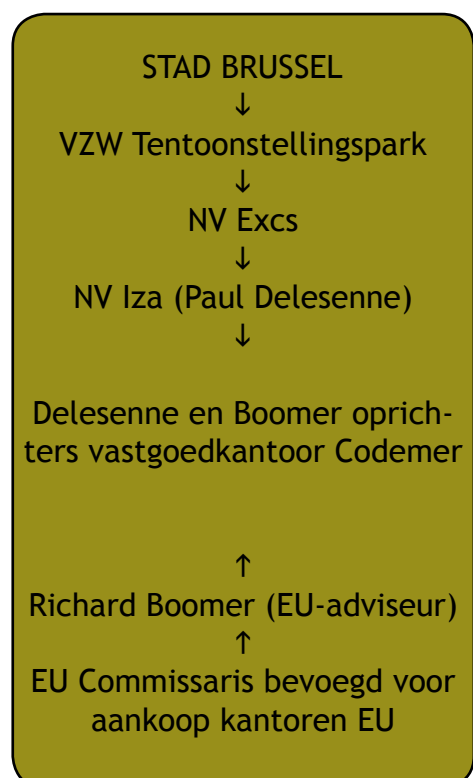 STAD BRUSSEL
↓
VZW Tentoonstellingspark
↓
NV Excs
↓
NV Iza (Paul Delesenne)
↓
Delesenne en Boomer oprich-
ters vastgoedkantoor Codemer
↑
Richard Boomer (EU-adviseur)
↑
EU Commissaris bevoegd voor
aankoop kantoren EU